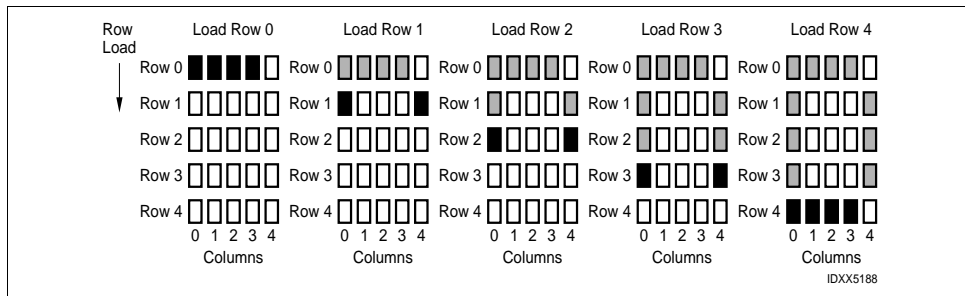 Row Load
Load Row 0
Load Row 1
Load Row 2
Load Row 3
Load Row 4
Row 0 Row 0 Row 0 Row 0 Row 0
Row 1 Row 1 Row 1 Row 1 Row 1
Row 2 Row 2 Row 2 Row 2 Row 2
Row 3 Row 3 Row 3 Row 3 Row 3
Row 4 Row 4 Row 4 Row 4 Row 4
0 1 2 3 4 0 1 2 3 4 0 1 2 3 4 0 1 2 3 4 0 1 2 3 4
Columns Columns Columns Columns Columns
IDXX5188